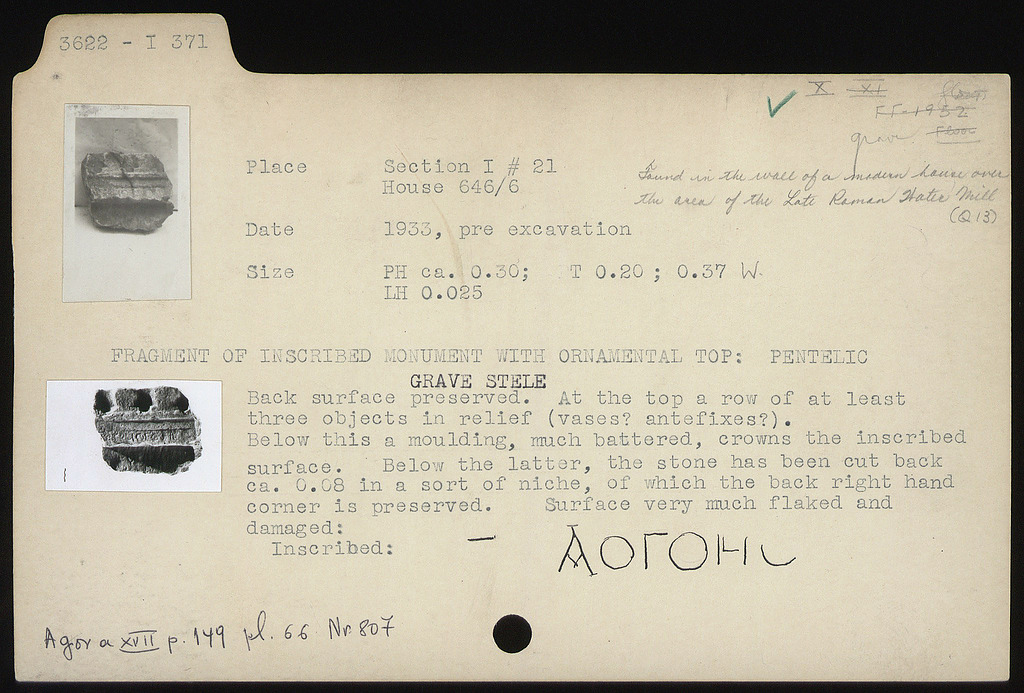 3622 - I 371
X XI
FF-1952
grave Floor
Place Section I # 21
House 646/6
Found in the wall of a modern house over
the area of the Late Roman Water Mill
(Q 13)
Date 1933, pre excavation
Size PH ca. 0.30; T 0.20 ; 0.37 W.
LH 0.025
FRAGMENT OF INSCRIBED MONUMENT WITH ORNAMENTAL TOP: PENTELIC
GRAVE STELE
Back surface preserved. At the top a row of at least
three objects in relief (vases? antefixes?).
Below this a moulding, much battered, crowns the inscribed
surface. Below the latter, the stone has been cut back
ca. 0.08 in a sort of niche, of which the back right hand
corner is preserved. Surface very much flaked and
damaged:
Inscribed: — ΑΟΓΟΗ
Agora XVII p. 149 pl. 66 Nr 807